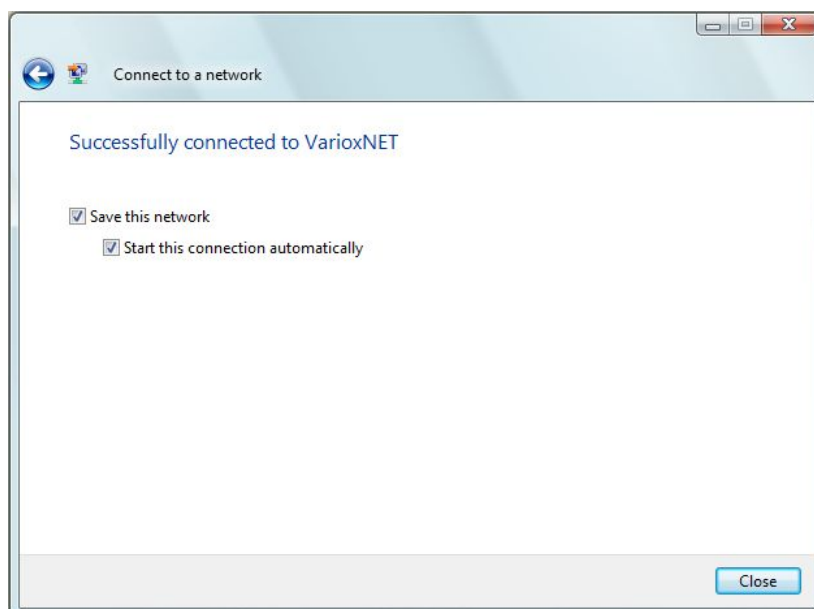 Connect to a network
Successfully connected to VarioxNET
Save this network
Start this connection automatically
Close